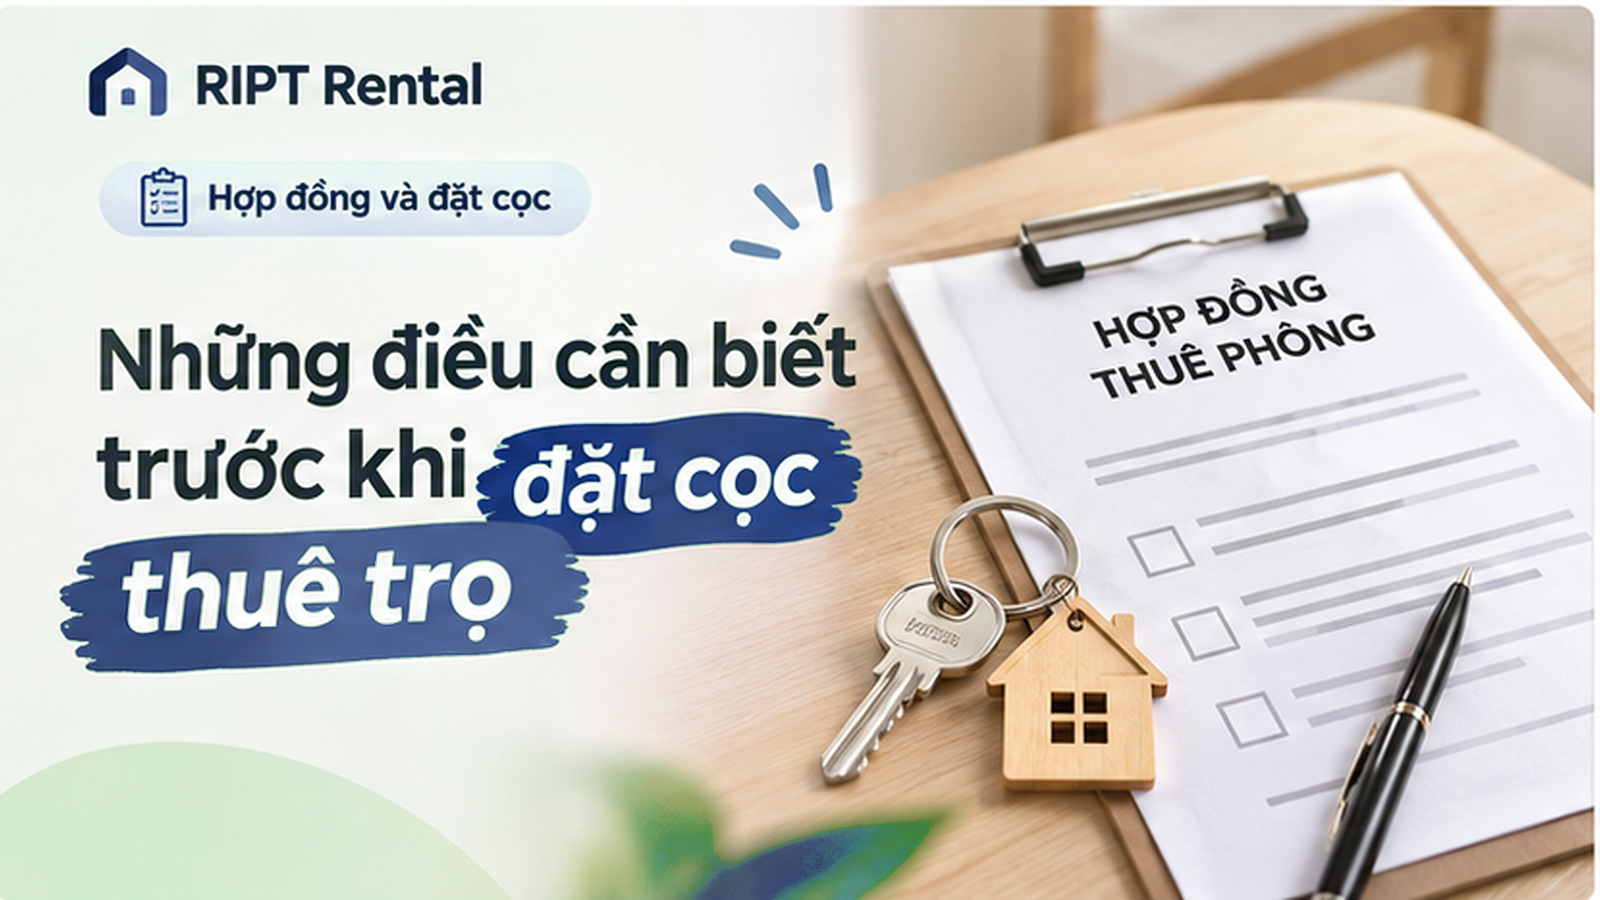 RIPT Rental
Hợp đồng và đặt cọc
Những điều cần biết
trước khi đặt cọc
thuê trọ
HỢP ĐỒNG
THUÊ PHÒNG